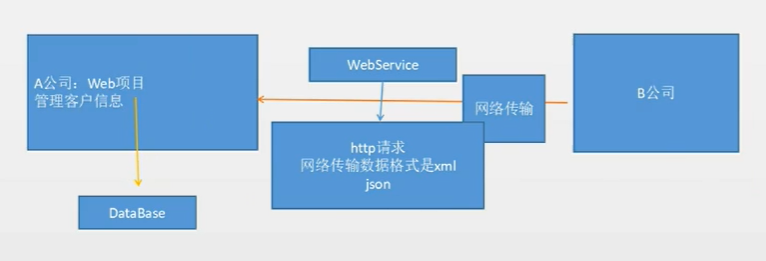 A公司：Web项目
管理客户信息
WebService
网络传输
B公司
http请求
网络传输数据格式是xml
json
DataBase